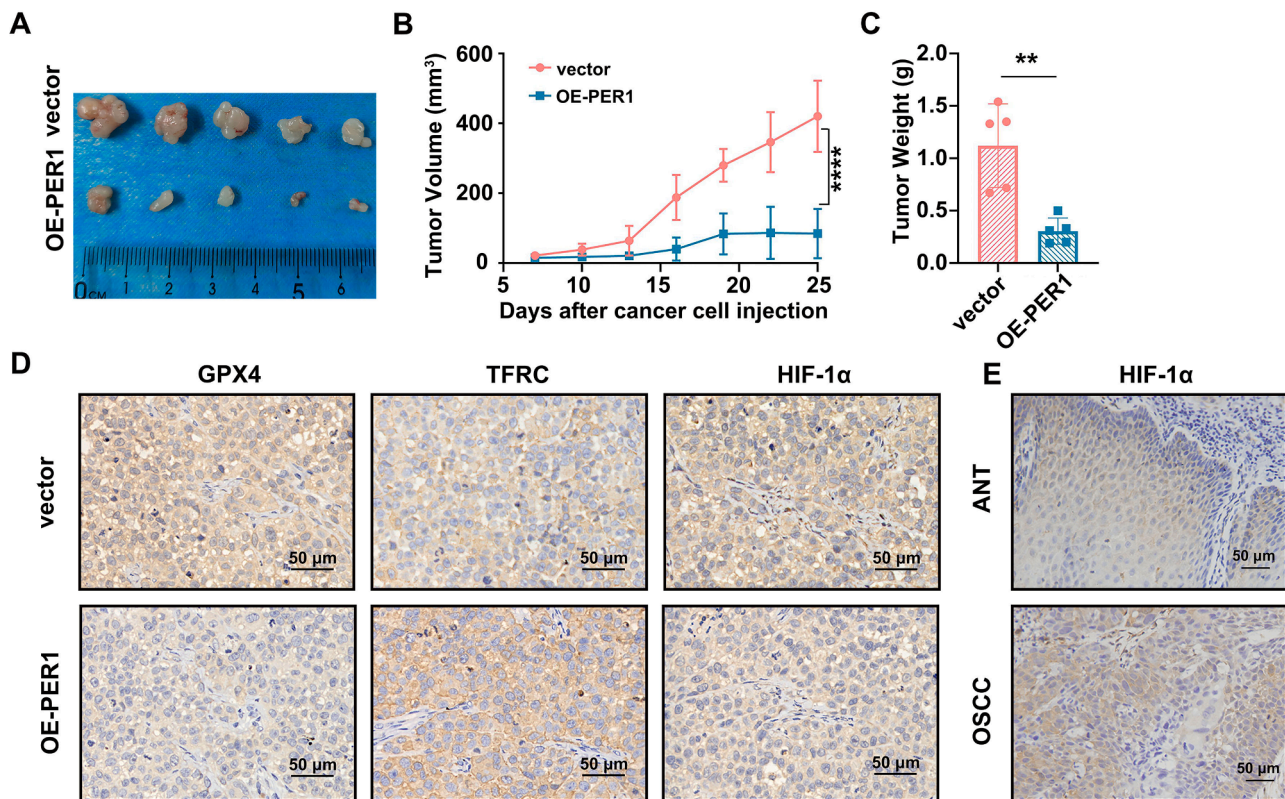 A
vector
OE-PER1
0CM 1 2 3 4 5 6
B
Tumor Volume (mm³)
600
400
200
0
vector
OE-PER1
****
5 10 15 20 25
Days after cancer cell injection
C
Tumor Weight (g)
2.0
1.5
1.0
0.5
0.0
**
vector
OE-PER1
D
GPX4 TFRC HIF-1α
vector
50 μm 50 μm 50 μm
OE-PER1
50 μm 50 μm 50 μm
E
HIF-1α
ANT
50 μm
OSCC
50 μm